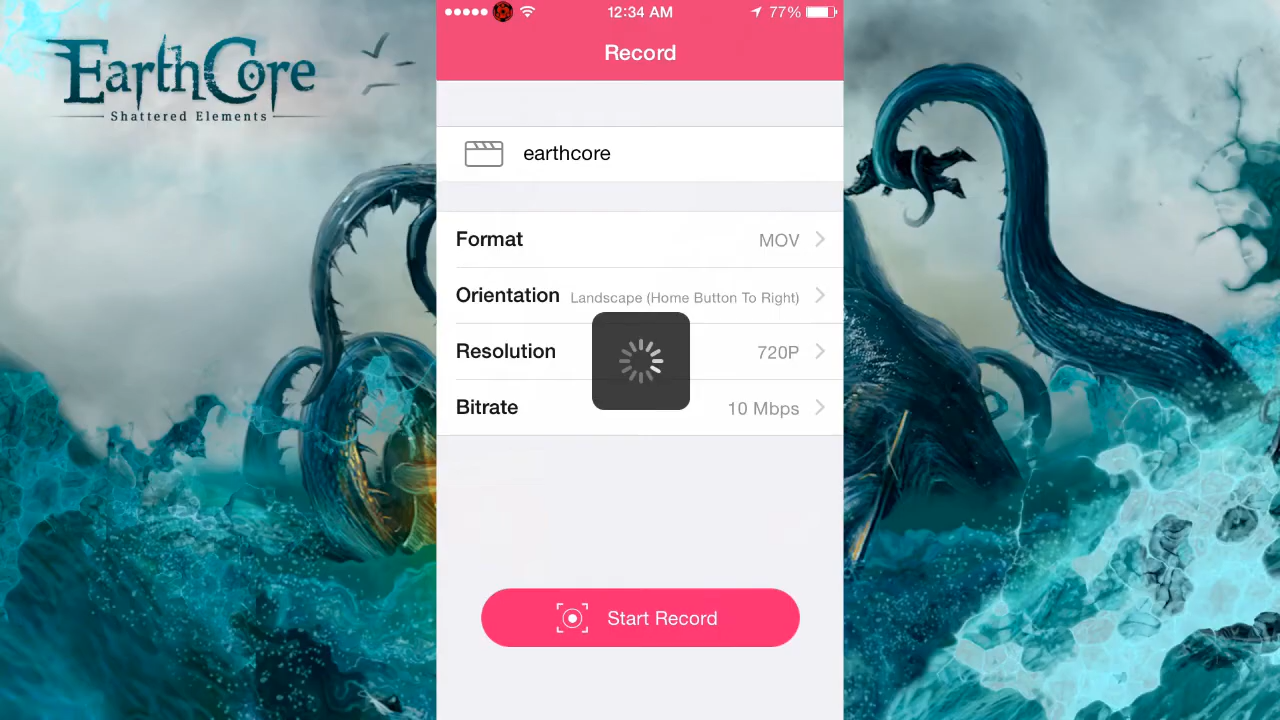 EarthCore
Shattered Elements
12:34 AM
77%
Record
earthcore
Format MOV
Orientation Landscape (Home Button To Right)
Resolution 720P
Bitrate 10 Mbps
Start Record